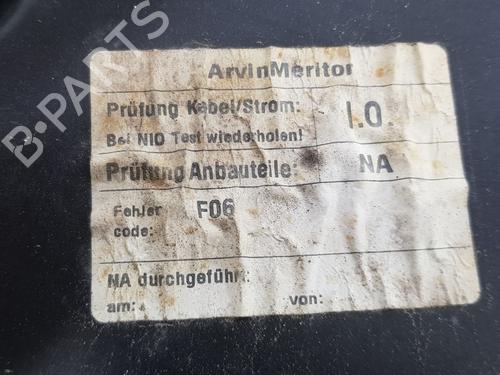 ArvinMeritor
Prüfung Kabel/Strom: I.O.
Bei NIO Test wiederholen!
Prüfung Anbauteile: NA
Fehler F06
code:
NA durchgeführt:
am: von:
B-PARTS